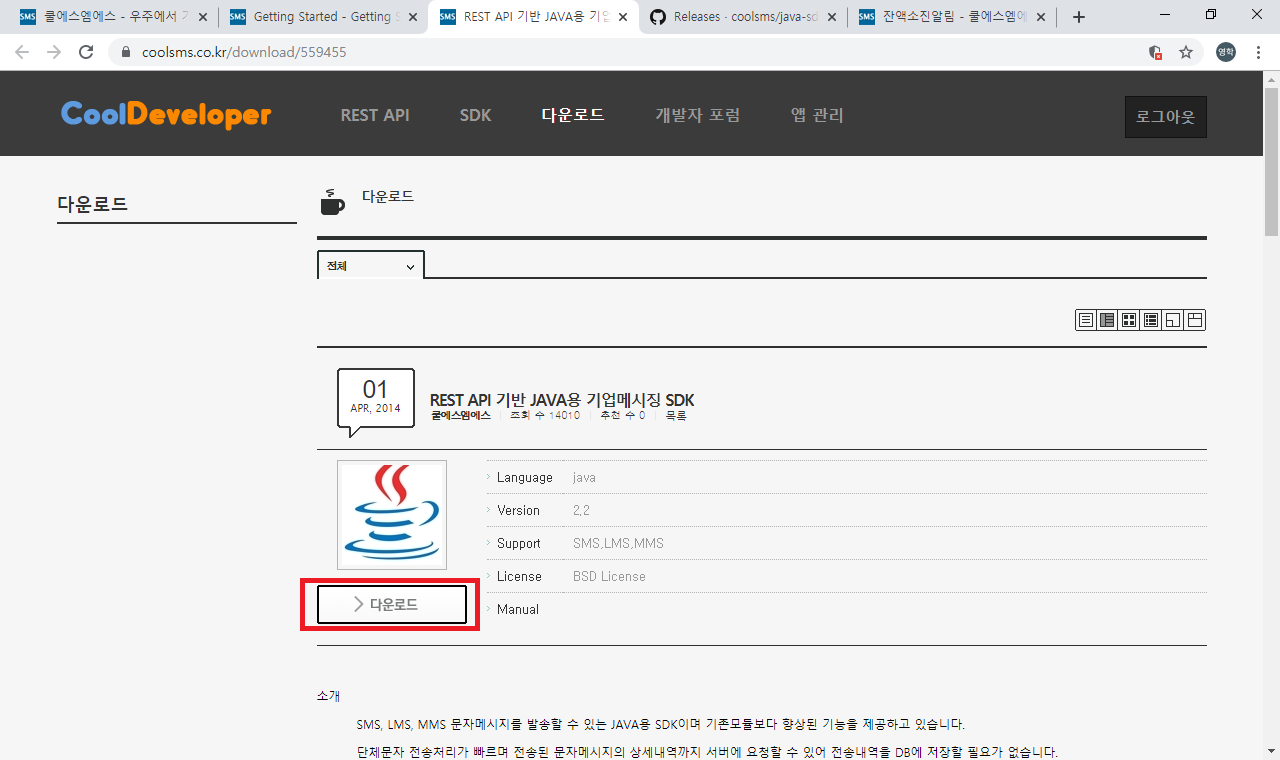 SMS 쿨에스엠에스 - 우주에서 가
SMS Getting Started - Getting S
SMS REST API 기반 JAVA용 기업
Releases · coolsms/java-sd
SMS 잔액소진알림 - 쿨에스엠에
coolsms.co.kr/download/559455
영학
CoolDeveloper REST API SDK 다운로드 개발자 포럼 앱 관리 로그아웃
다운로드
다운로드
전체
01
APR, 2014
REST API 기반 JAVA용 기업메시징 SDK
쿨에스엠에스 조회 수 14010 추천 수 0 목록
Language java
Version 2.2
Support SMS,LMS,MMS
License BSD License
Manual
다운로드
소개
SMS, LMS, MMS 문자메시지를 발송할 수 있는 JAVA용 SDK이며 기존모듈보다 향상된 기능을 제공하고 있습니다.
단체문자 전송처리가 빠르며 전송된 문자메시지의 상세내역까지 서버에 요청할 수 있어 전송내역을 DB에 저장할 필요가 없습니다.